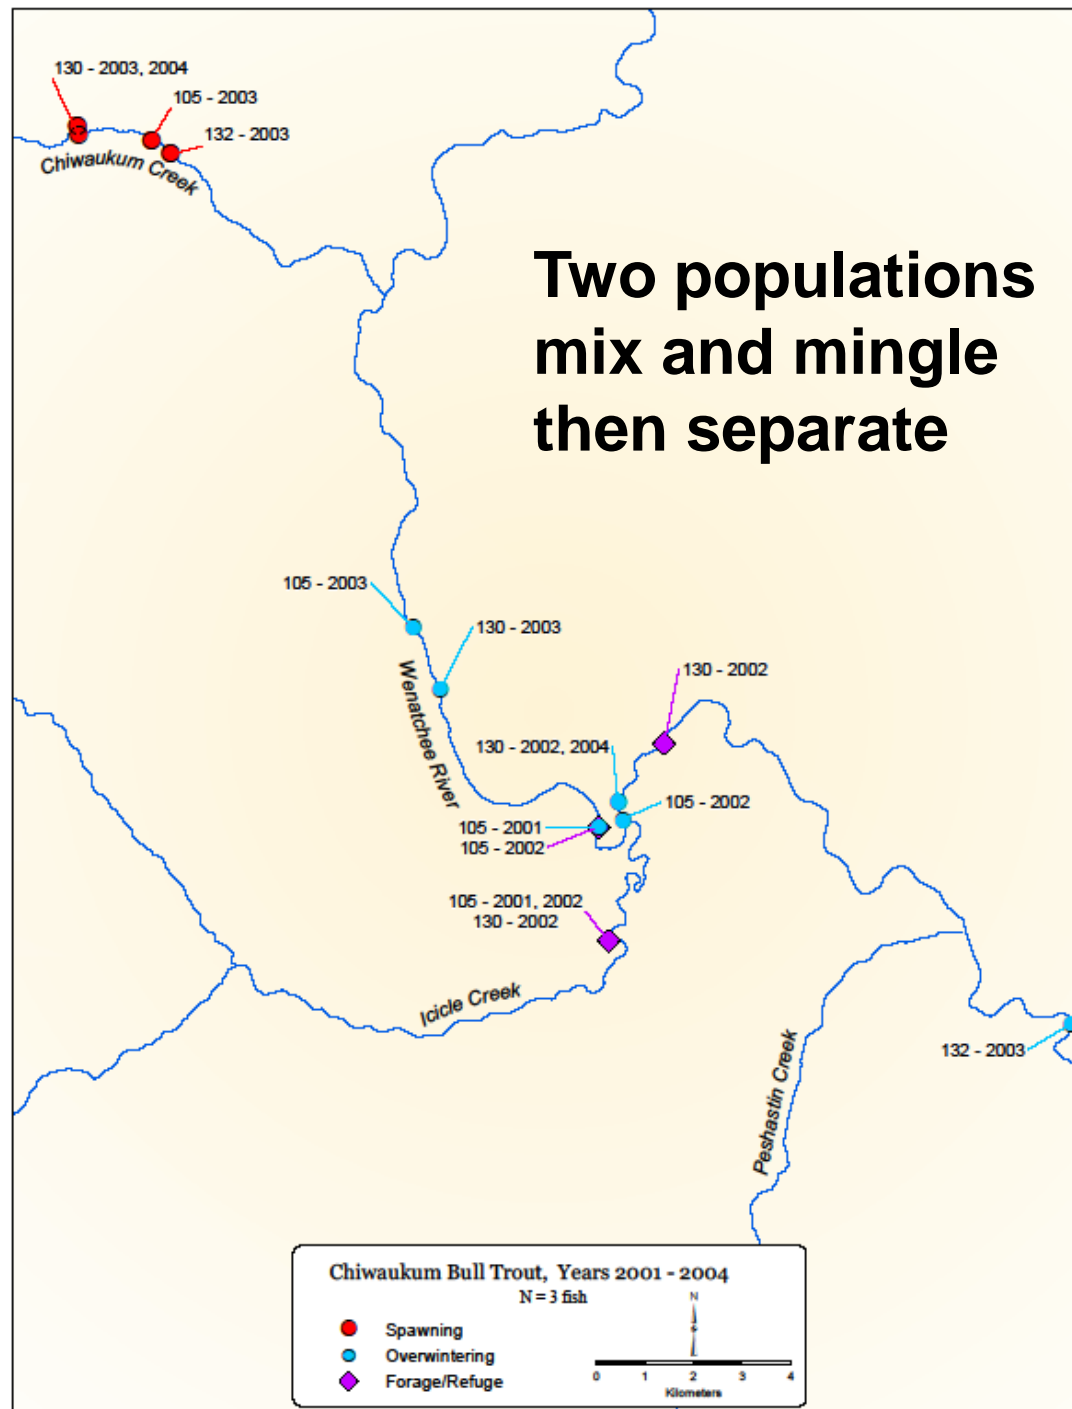 130 - 2003, 2004
105 - 2003
132 - 2003
Chiwaukum Creek
Two populations
mix and mingle
then separate
105 - 2003
130 - 2003
Wenatchee River
130 - 2002
130 - 2002, 2004
105 - 2002
105 - 2001
105 - 2002
105 - 2001, 2002
130 - 2002
Icicle Creek
132 - 2003
Peshastin Creek
Chiwaukum Bull Trout, Years 2001 - 2004
N = 3 fish
N
Spawning
Overwintering
Forage/Refuge
0 1 2 3 4
Kilometers